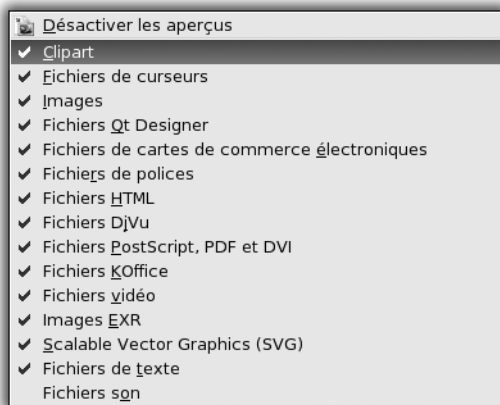 Désactiver les aperçus
Clipart
Fichiers de curseurs
Images
Fichiers Qt Designer
Fichiers de cartes de commerce électroniques
Fichiers de polices
Fichiers HTML
Fichiers DjVu
Fichiers PostScript, PDF et DVI
Fichiers KOffice
Fichiers vidéo
Images EXR
Scalable Vector Graphics (SVG)
Fichiers de texte
Fichiers son